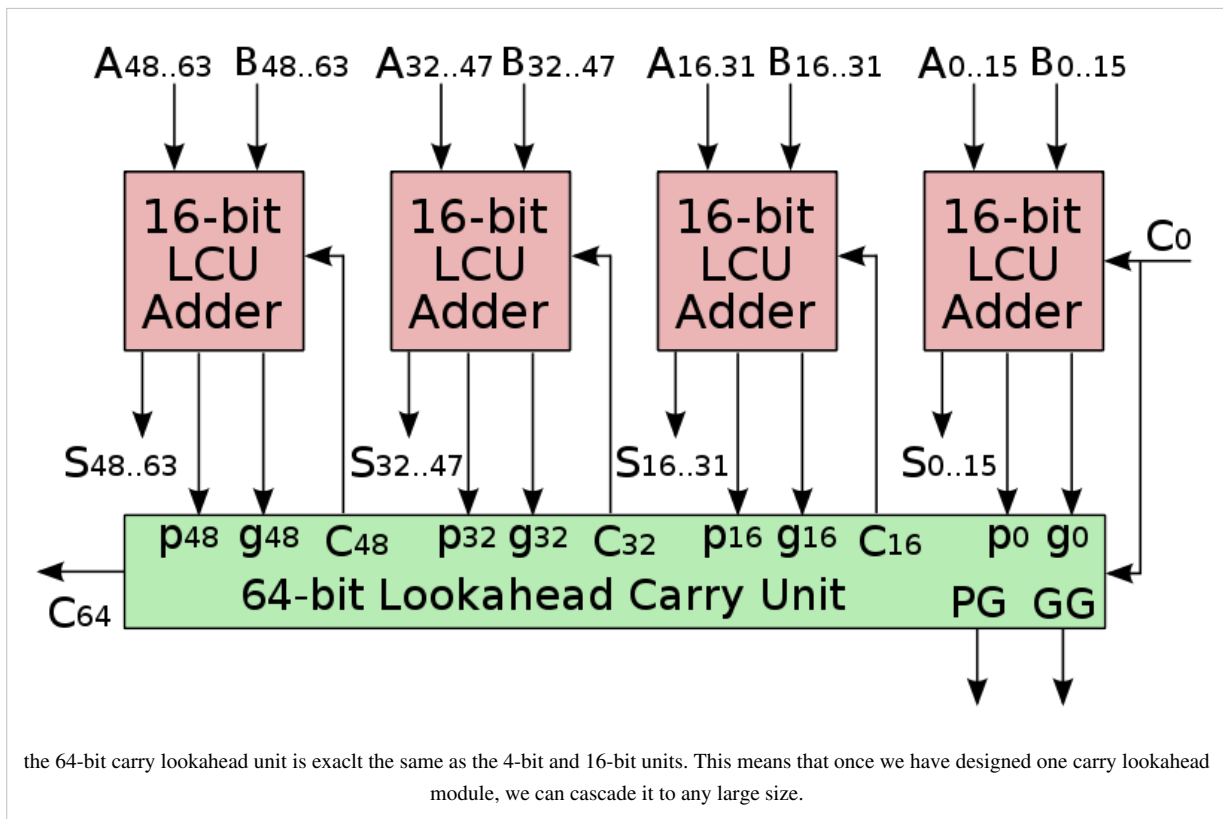 A48..63 B48..63 A32..47 B32..47 A16.31 B16..31 A0..15 B0..15
16-bit LCU Adder
16-bit LCU Adder
16-bit LCU Adder
16-bit LCU Adder
C0
S48..63 S32..47 S16..31 S0..15
p48 g48 C48 p32 g32 C32 p16 g16 C16 p0 g0
64-bit Lookahead Carry Unit
PG GG
C64
the 64-bit carry lookahead unit is exaclt the same as the 4-bit and 16-bit units. This means that once we have designed one carry lookahead
module, we can cascade it to any large size.